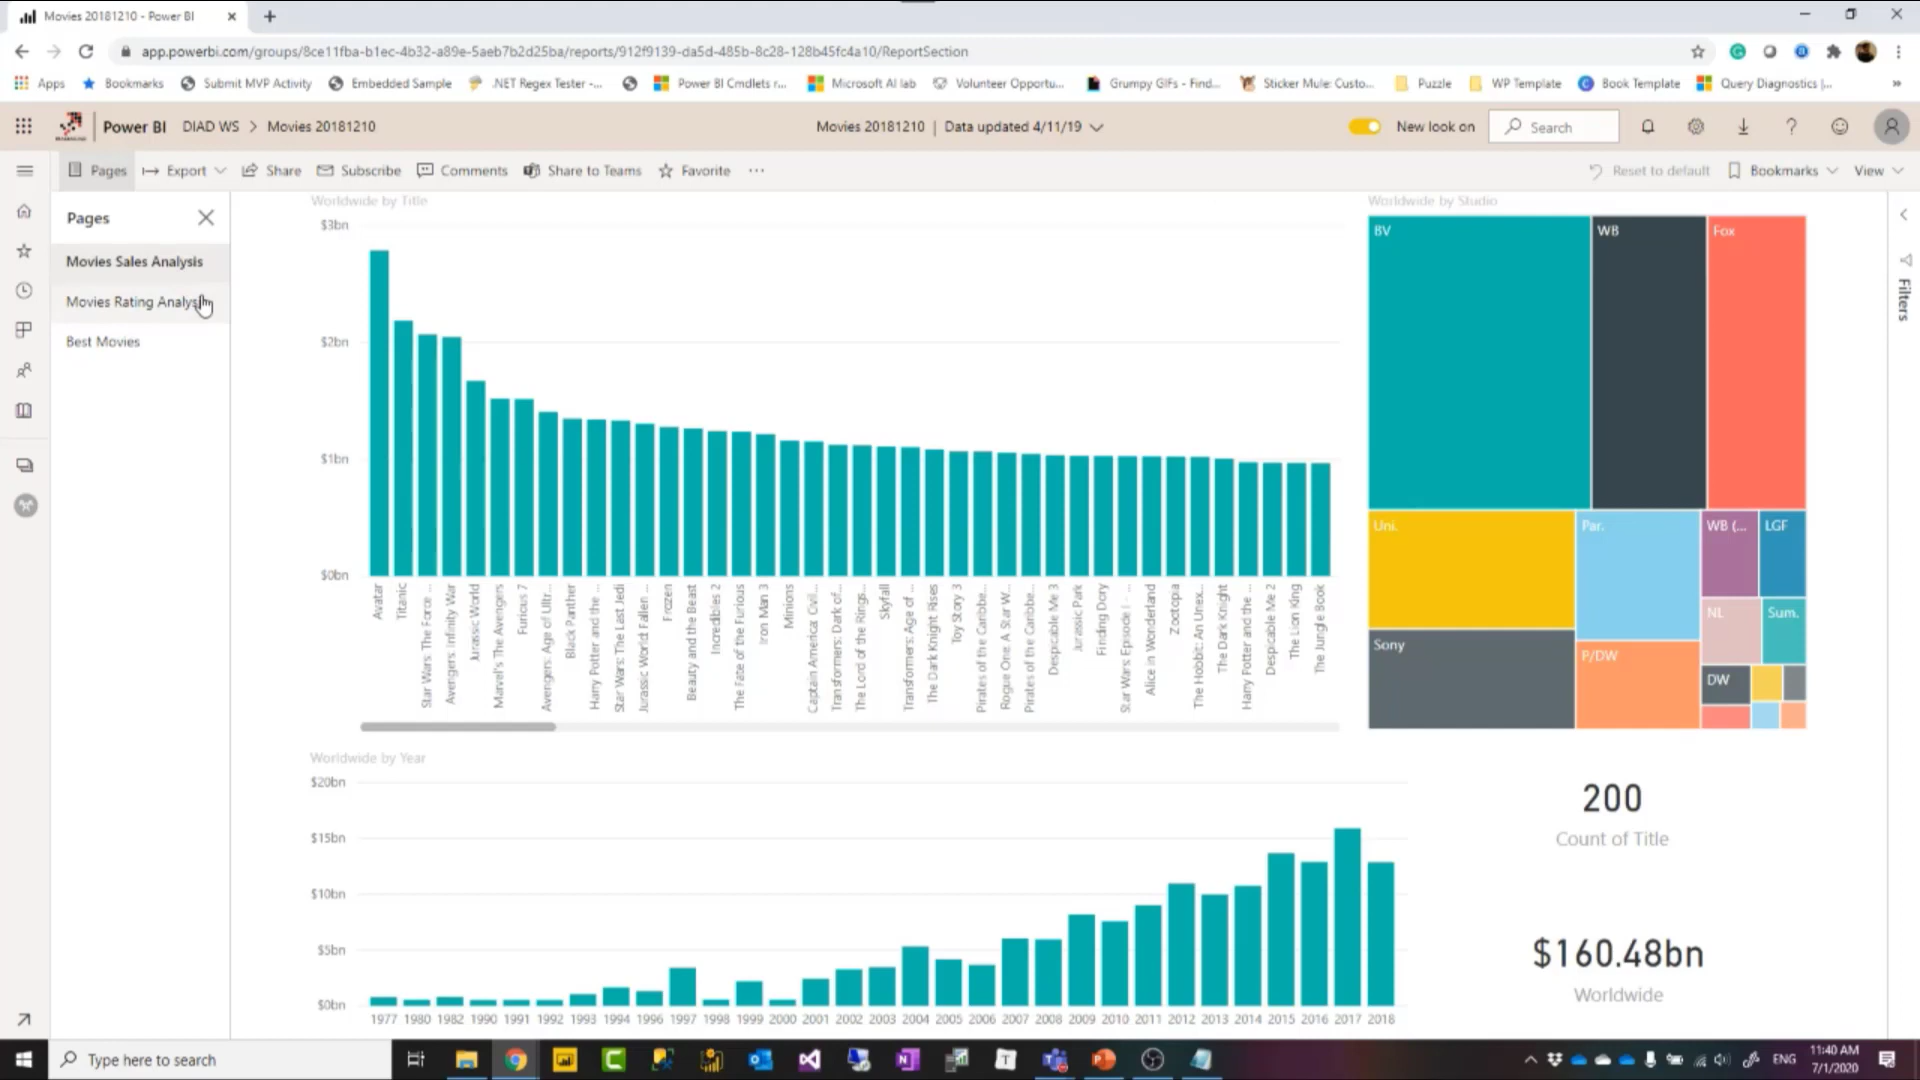 Movies 20181210 - Power BI
app.powerbi.com/groups/8ce11fba-b1ec-4b32-a89e-5aeb7b2d25ba/reports/912f9139-da5d-485b-8c28-128b45fc4a10/ReportSection
Apps Bookmarks Submit MVP Activity Embedded Sample .NET Regex Tester -... Power BI Cmdlets r... Microsoft AI lab Volunteer Opportu... Grumpy GIFs - Find... Sticker Mule: Custo... Puzzle WP Template Book Template Query Diagnostics |... »
Power BI DIAD WS > Movies 20181210 Movies 20181210 | Data updated 4/11/19 New look on Search
Pages Export Share Subscribe Comments Share to Teams Favorite ... Reset to default Bookmarks View
Pages
Movies Sales Analysis
Movies Rating Analysis
Best Movies
Worldwide by Title
$3bn
$2bn
$1bn
$0bn
Avatar
Titanic
Star Wars: The Force ...
Avengers: Infinity War
Jurassic World
Marvel's The Avengers
Furious 7
Avengers: Age of Ultr...
Black Panther
Harry Potter and the ...
Star Wars: The Last Jedi
Jurassic World: Fallen ...
Frozen
Beauty and the Beast
Incredibles 2
The Fate of the Furious
Iron Man 3
Minions
Captain America: Civil...
Transformers: Dark of...
The Lord of the Rings...
Skyfall
Transformers: Age of ...
The Dark Knight Rises
Toy Story 3
Pirates of the Caribbe...
Rogue One: A Star W...
Pirates of the Caribbe...
Despicable Me 3
Jurassic Park
Finding Dory
Star Wars: Episode I - ...
Alice in Wonderland
Zootopia
The Hobbit: An Unex...
The Dark Knight
Harry Potter and the ...
Despicable Me 2
The Lion King
The Jungle Book
Worldwide by Studio
BV
WB
Fox
Uni.
Par.
WB (...
LGF
NL
Sum.
Sony
P/DW
DW
Filters
Worldwide by Year
$20bn
$15bn
$10bn
$5bn
$0bn
1977 1980 1982 1990 1991 1992 1993 1994 1996 1997 1998 1999 2000 2001 2002 2003 2004 2005 2006 2007 2008 2009 2010 2011 2012 2013 2014 2015 2016 2017 2018
200
Count of Title
$160.48bn
Worldwide
Type here to search
ENG
11:40 AM
7/1/2020